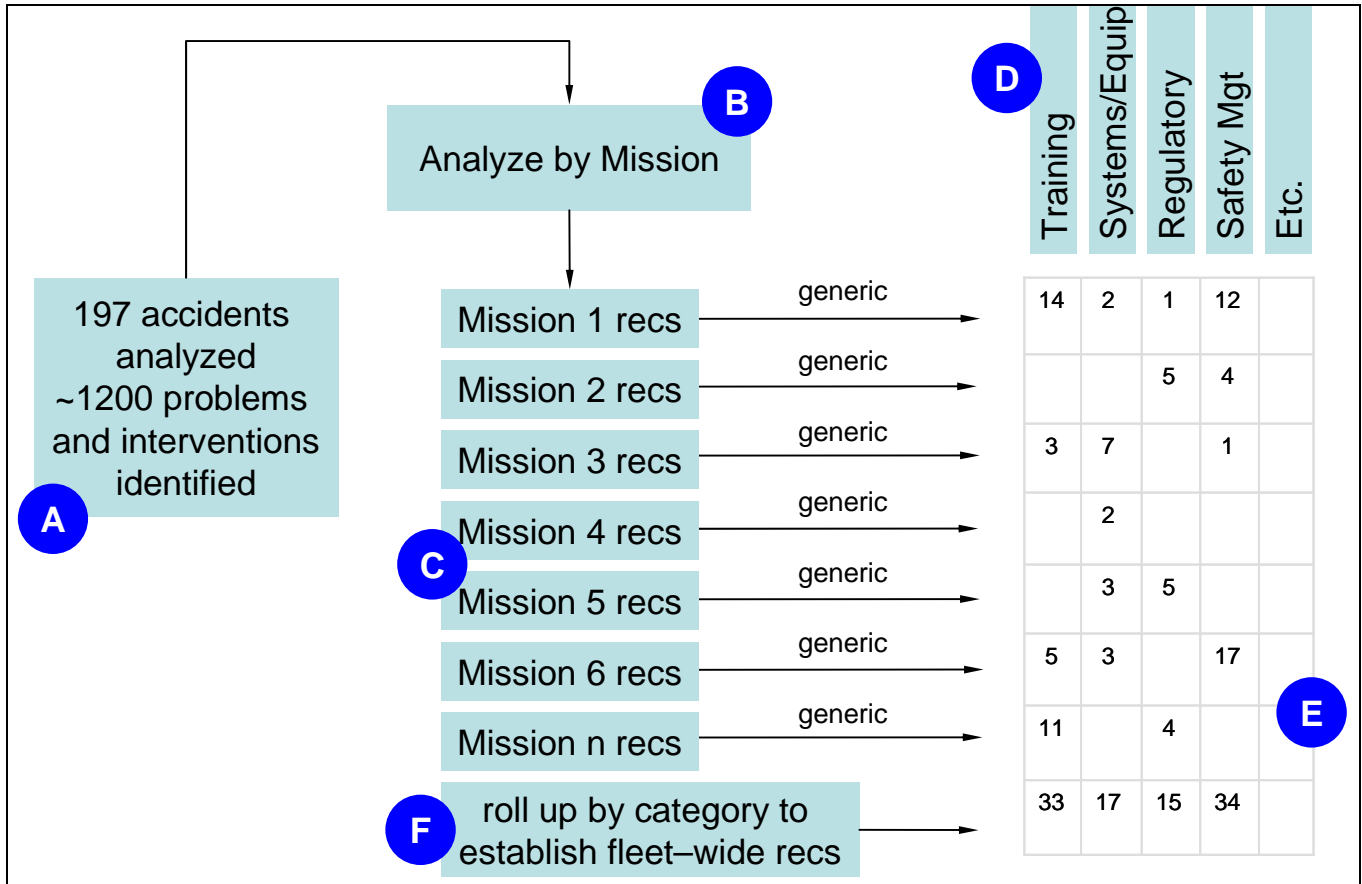 D
Training
Systems/Equip
Regulatory
Safety Mgt
Etc.
B
Analyze by Mission
197 accidents
analyzed
~1200 problems
and interventions
identified
A
Mission 1 recs
generic
14 2 1 12
Mission 2 recs
generic
5 4
Mission 3 recs
generic
3 7 1
Mission 4 recs
generic
2
C
Mission 5 recs
generic
3 5
Mission 6 recs
generic
5 3 17
E
Mission n recs
generic
11 4
F
roll up by category to
establish fleet–wide recs
33 17 15 34